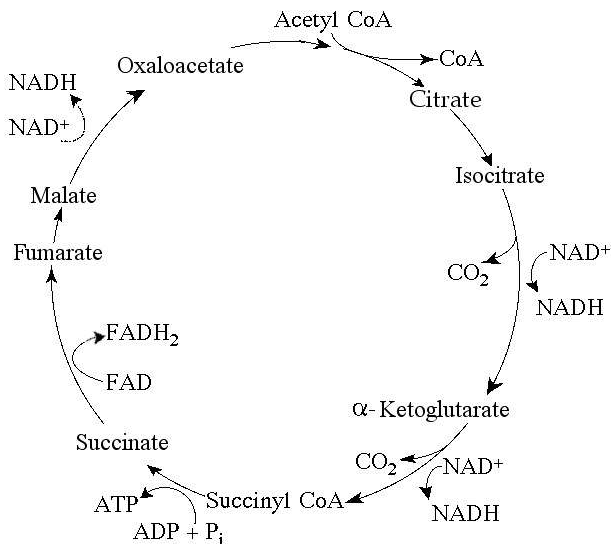 Acetyl CoA
CoA
Citrate
Isocitrate
CO₂
NAD⁺
NADH
α-Ketoglutarate
CO₂
NAD⁺
NADH
Succinyl CoA
ADP + Pᵢ
ATP
Succinate
FAD
FADH₂
Fumarate
Malate
NAD⁺
NADH
Oxaloacetate